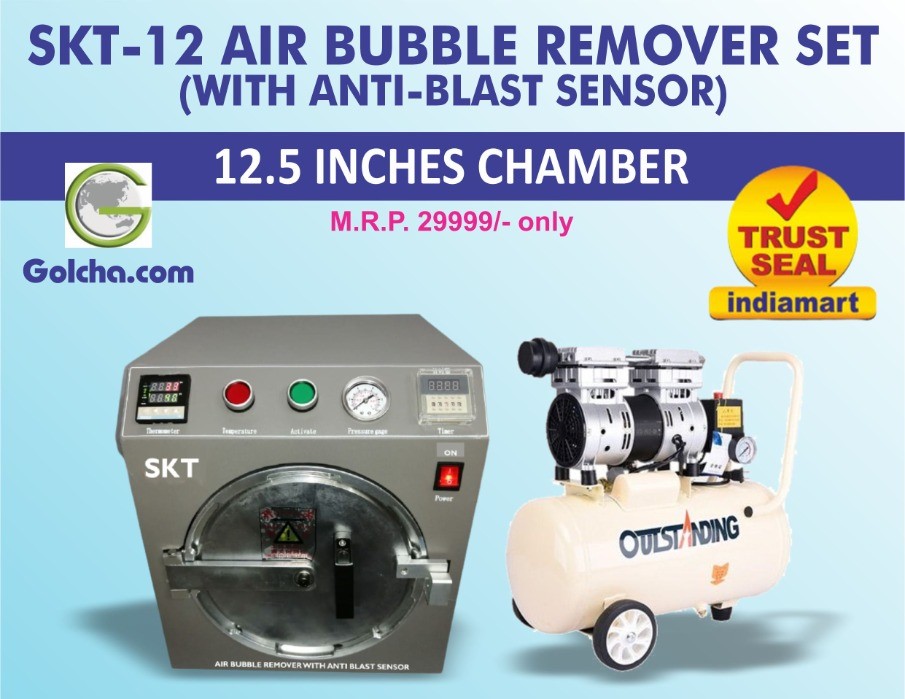 SKT-12 AIR BUBBLE REMOVER SET
(WITH ANTI-BLAST SENSOR)
12.5 INCHES CHAMBER
M.R.P. 29999/- only
Golcha.com
TRUST
SEAL
indiamart
Thermometer
Temperature
Activate
Pressure gage
Timer
ON
Power
SKT
OUTSTANDING
AIR BUBBLE REMOVER WITH ANTI BLAST SENSOR